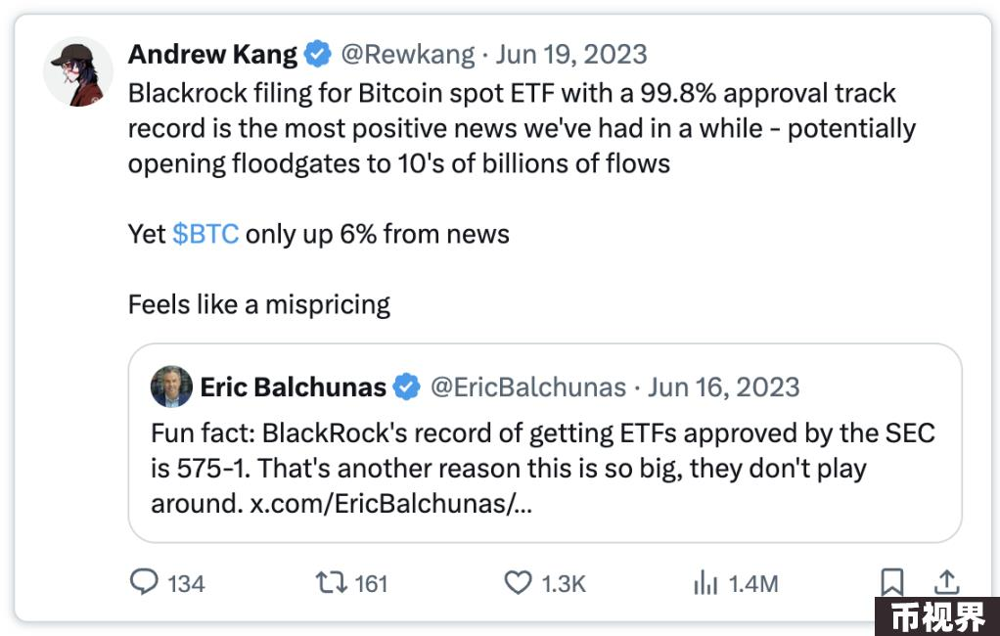 Andrew Kang @Rewkang · Jun 19, 2023
Blackrock filing for Bitcoin spot ETF with a 99.8% approval track
record is the most positive news we've had in a while - potentially
opening floodgates to 10's of billions of flows
Yet $BTC only up 6% from news
Feels like a mispricing
Eric Balchunas @EricBalchunas · Jun 16, 2023
Fun fact: BlackRock's record of getting ETFs approved by the SEC
is 575-1. That's another reason this is so big, they don't play
around. x.com/EricBalchunas/...
134 161 1.3K 1.4M
币视界